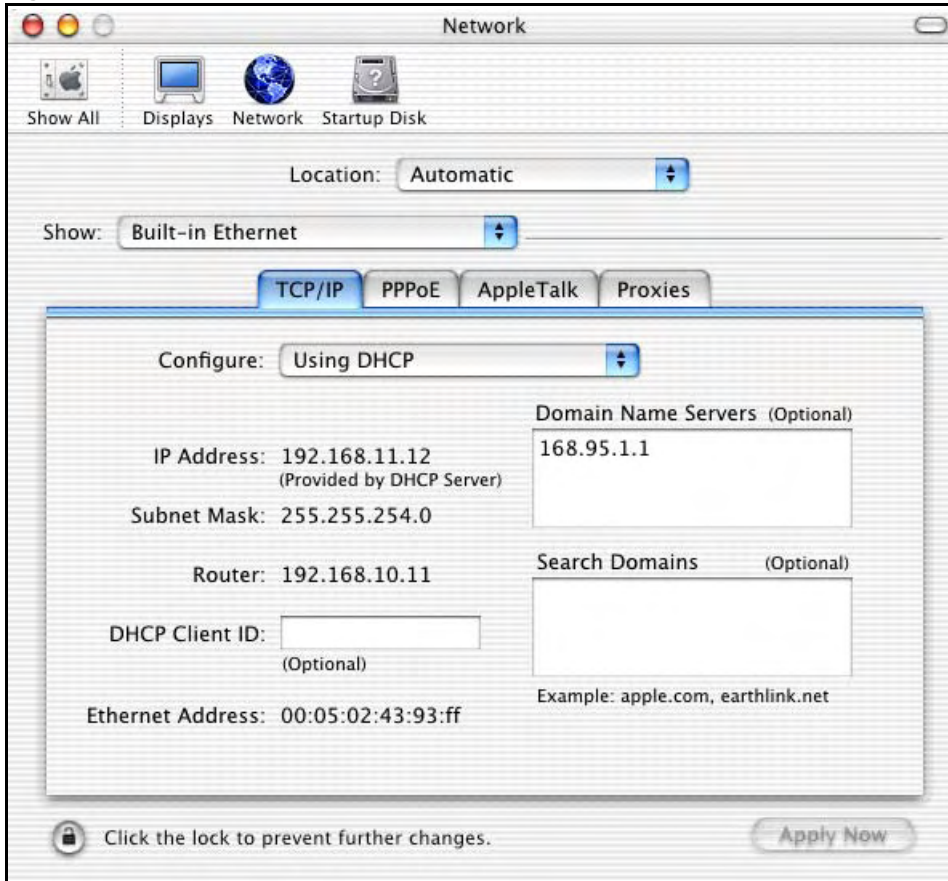 Network
Show All
Displays
Network
Startup Disk
Location: Automatic
Show: Built-in Ethernet
TCP/IP
PPPoE
AppleTalk
Proxies
Configure: Using DHCP
Domain Name Servers (Optional)
168.95.1.1
IP Address: 192.168.11.12
(Provided by DHCP Server)
Subnet Mask: 255.255.254.0
Router: 192.168.10.11
Search Domains (Optional)
DHCP Client ID:
(Optional)
Example: apple.com, earthlink.net
Ethernet Address: 00:05:02:43:93:ff
Click the lock to prevent further changes.
Apply Now